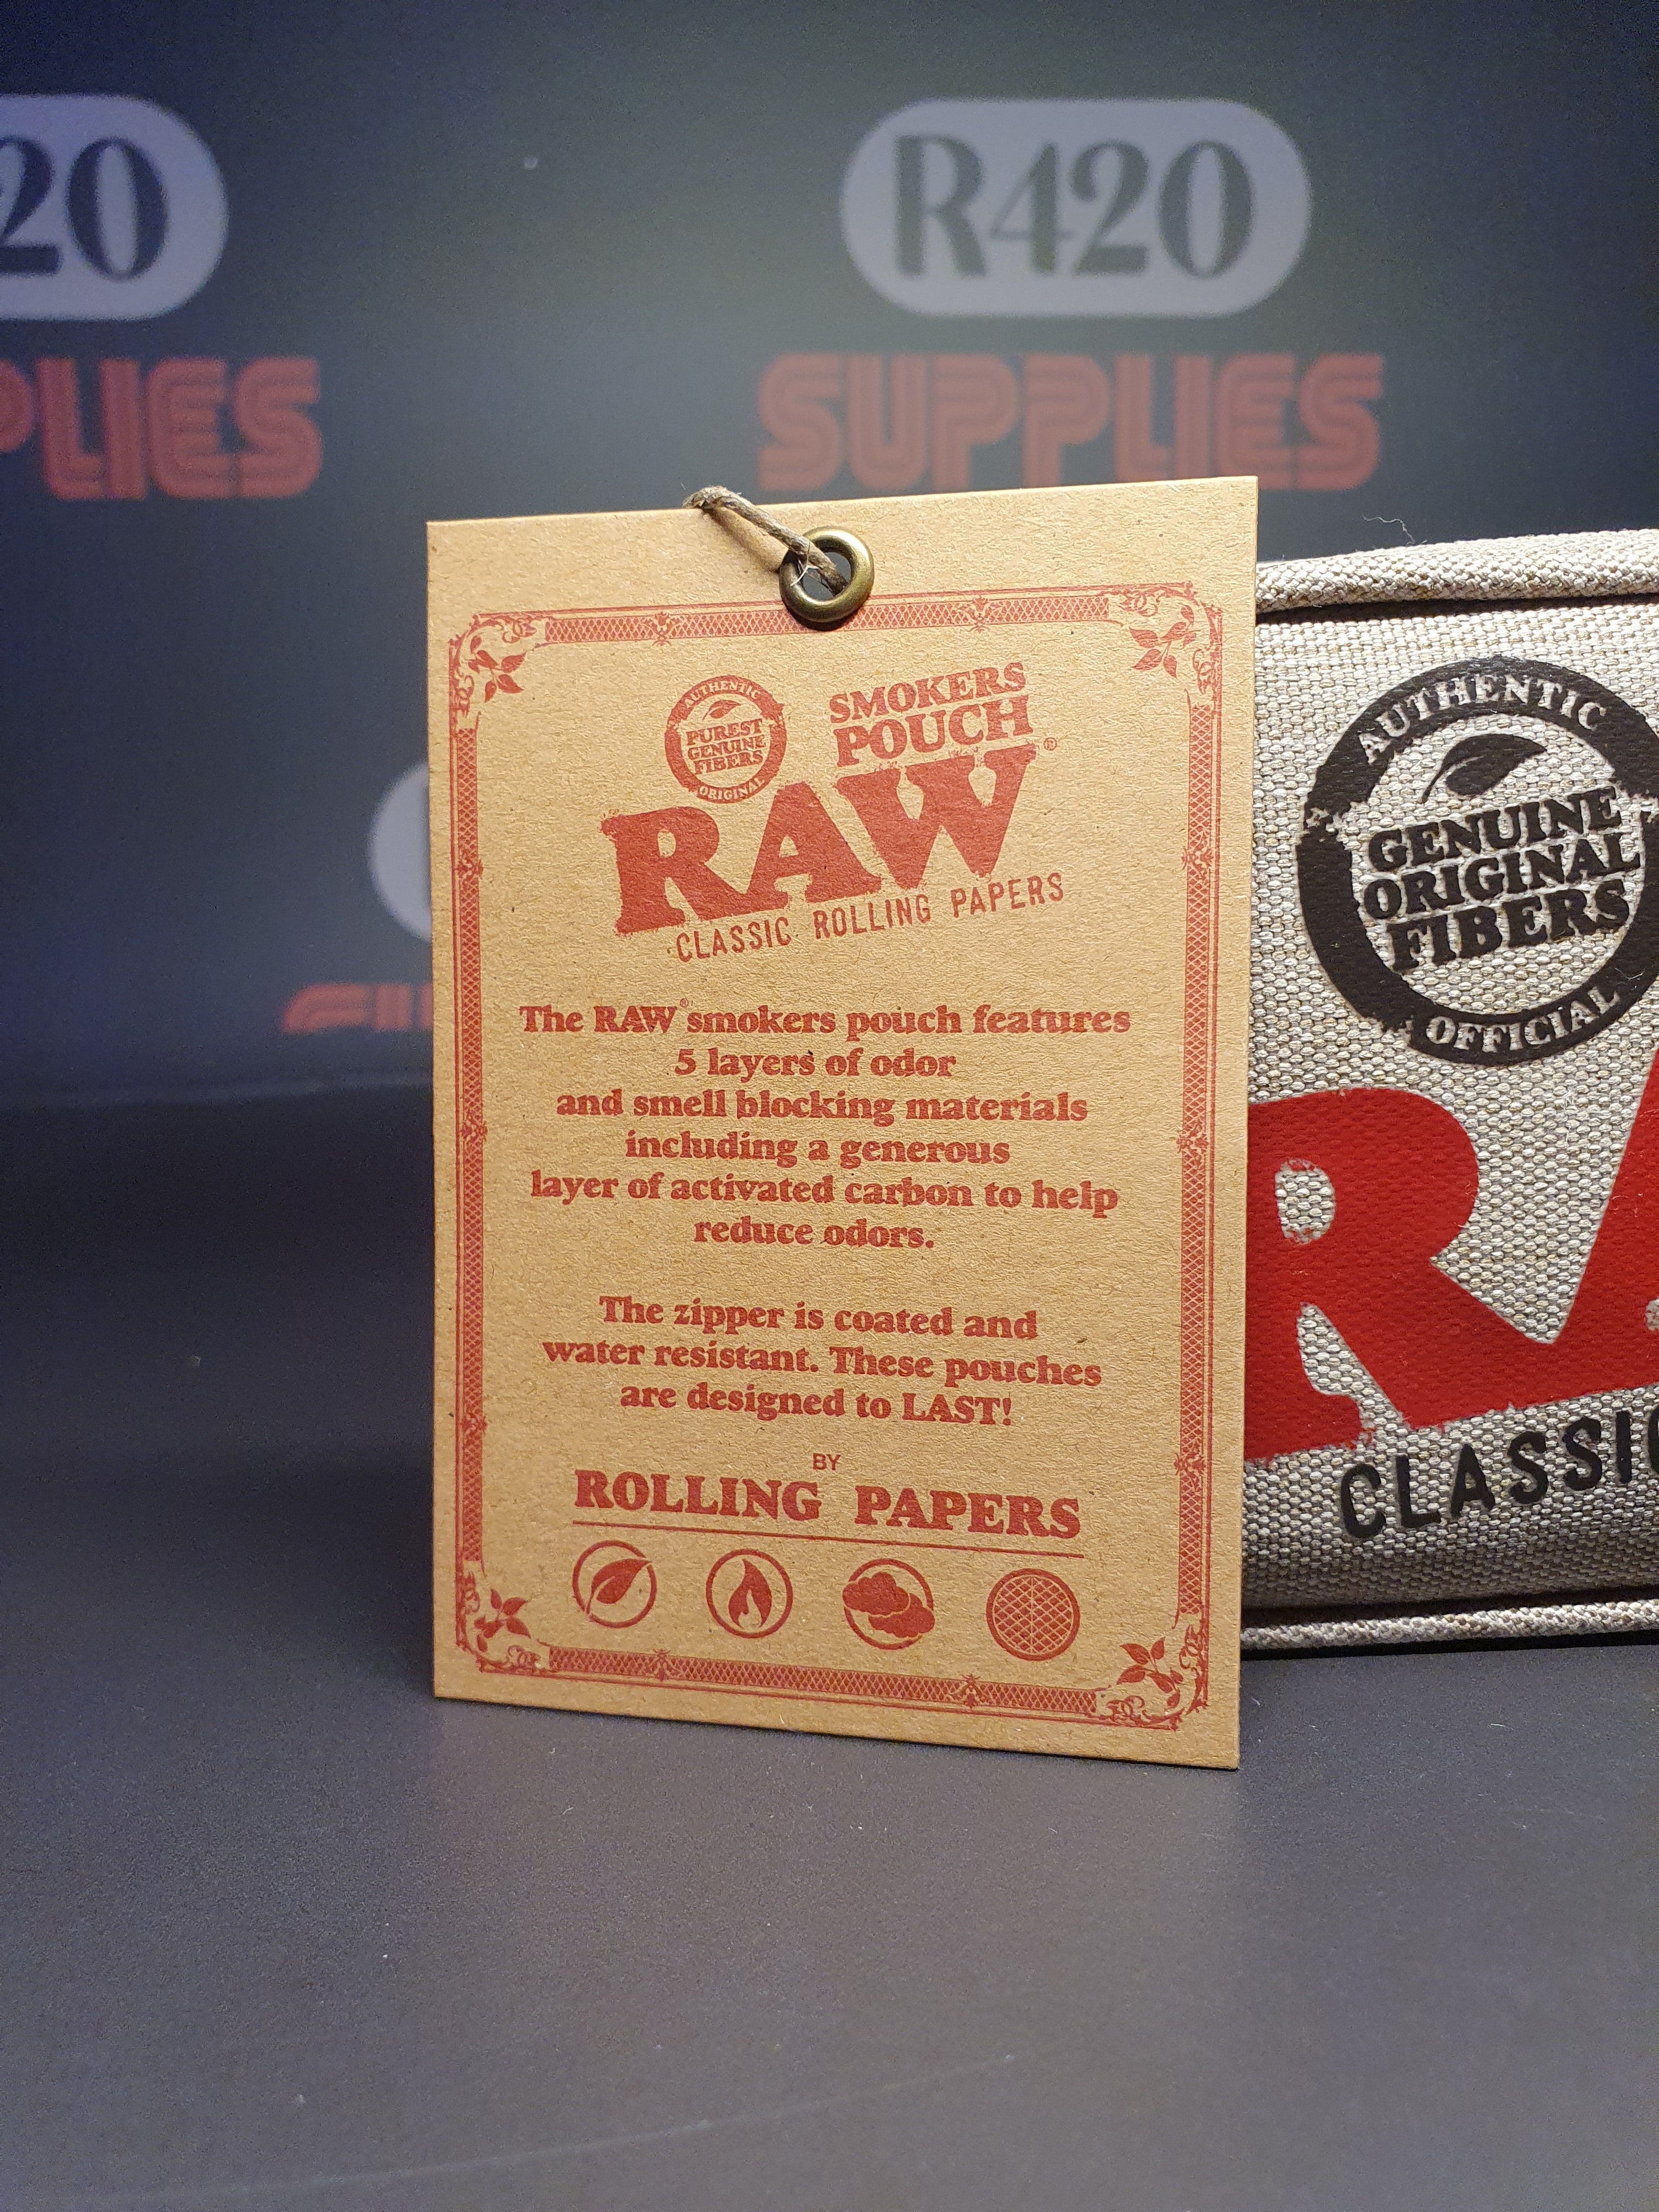 20
R420
PLIES
SUPPLIES
AUTHENTIC
PUREST
GENUINE
FIBERS
ORIGINAL
SMOKERS
POUCH
RAW®
CLASSIC ROLLING PAPERS
The RAW® smokers pouch features
5 layers of odor
and smell blocking materials
including a generous
layer of activated carbon to help
reduce odors.
The zipper is coated and
water resistant. These pouches
are designed to LAST!
BY
ROLLING PAPERS
AUTHENTIC
GENUINE
ORIGINAL
FIBERS
OFFICIAL
RA
CLASSIC